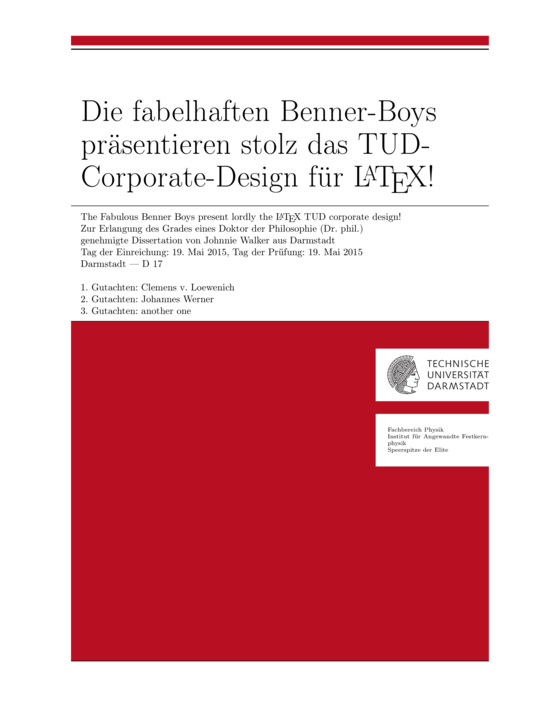 Die fabelhaften Benner-Boys
präsentieren stolz das TUD-
Corporate-Design für LATEX!
The Fabulous Benner Boys present lordly the LATEX TUD corporate design!
Zur Erlangung des Grades eines Doktor der Philosophie (Dr. phil.)
genehmigte Dissertation von Johnnie Walker aus Darmstadt
Tag der Einreichung: 19. Mai 2015, Tag der Prüfung: 19. Mai 2015
Darmstadt — D 17
1. Gutachten: Clemens v. Loewenich
2. Gutachten: Johannes Werner
3. Gutachten: another one
TECHNISCHE
UNIVERSITÄT
DARMSTADT
Fachbereich Physik
Institut für Angewandte Festkern-
physik
Speerspitze der Elite